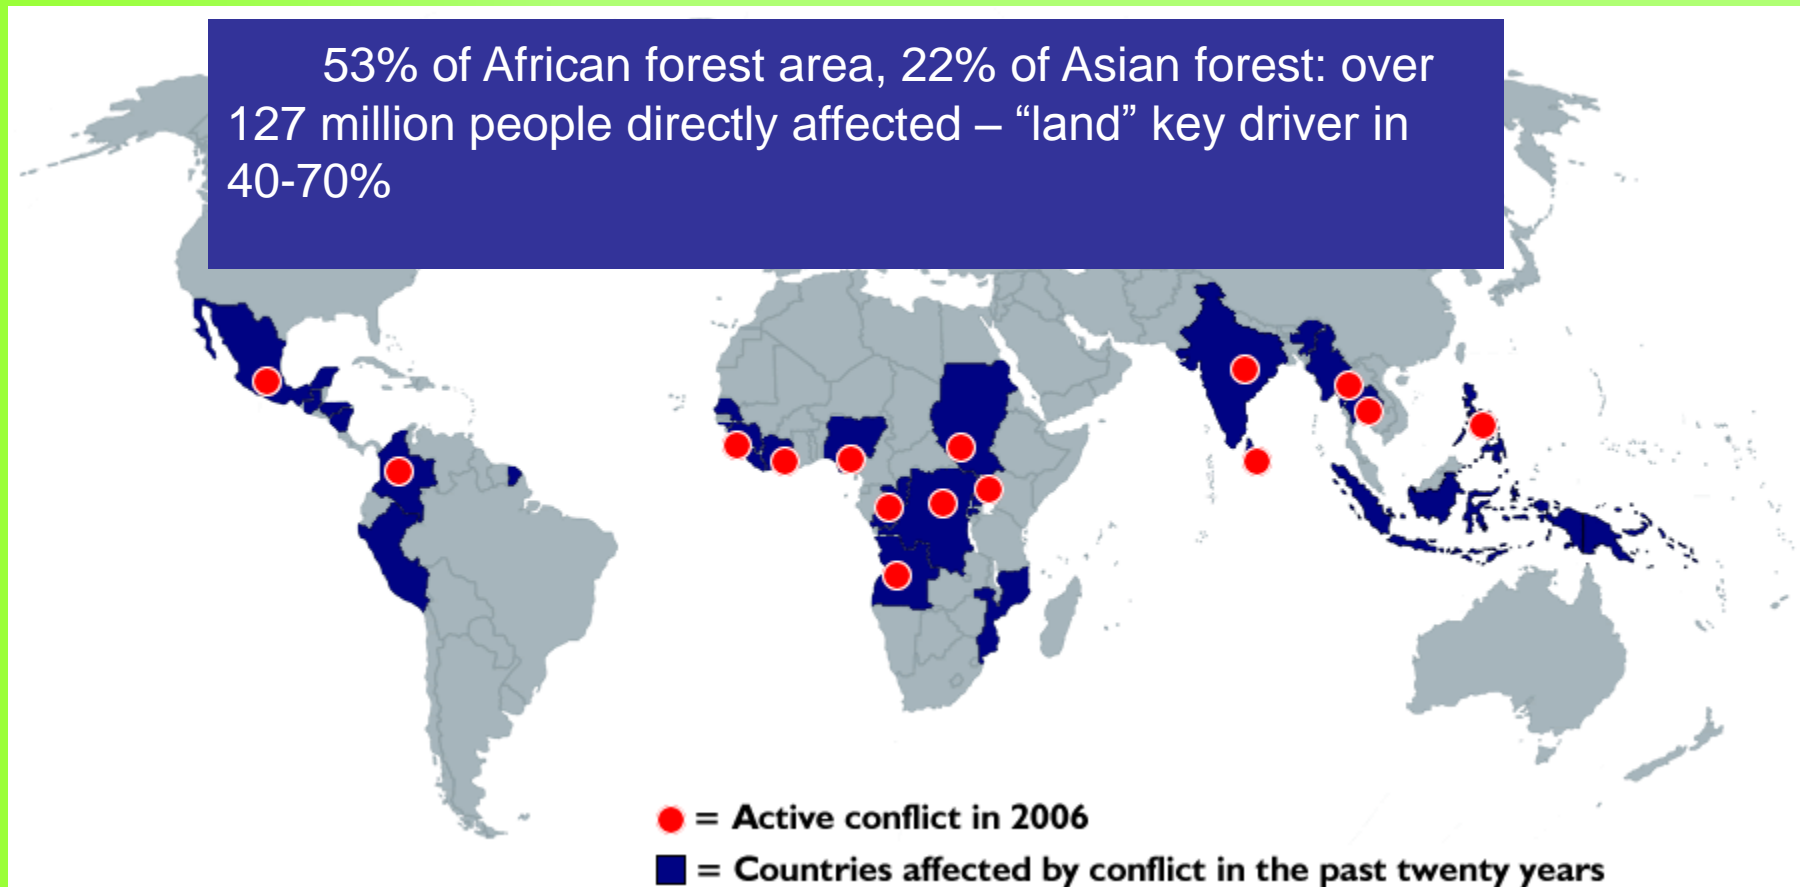 53% of African forest area, 22% of Asian forest: over
127 million people directly affected – “land” key driver in
40-70%
= Active conflict in 2006
= Countries affected by conflict in the past twenty years